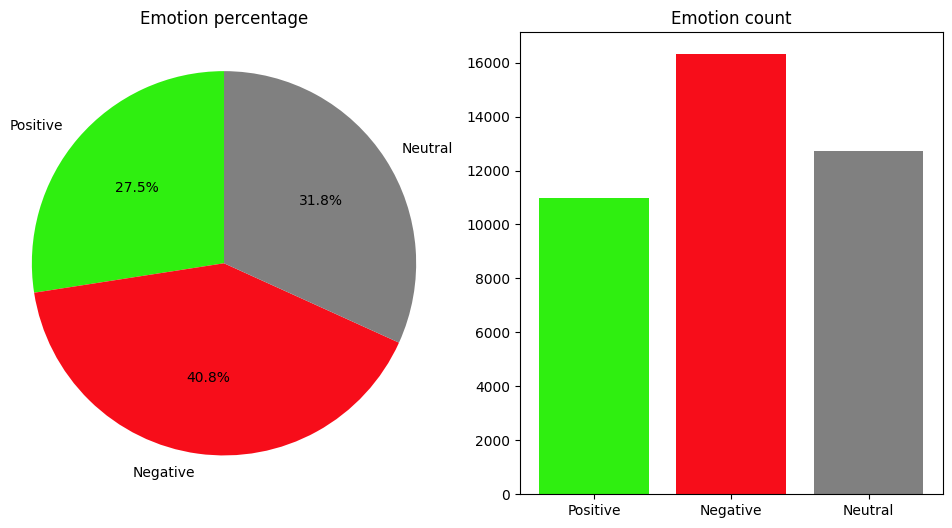 Emotion percentage
Positive
Neutral
27.5%
31.8%
40.8%
Negative
Emotion count
16000
14000
12000
10000
8000
6000
4000
2000
0
Positive
Negative
Neutral